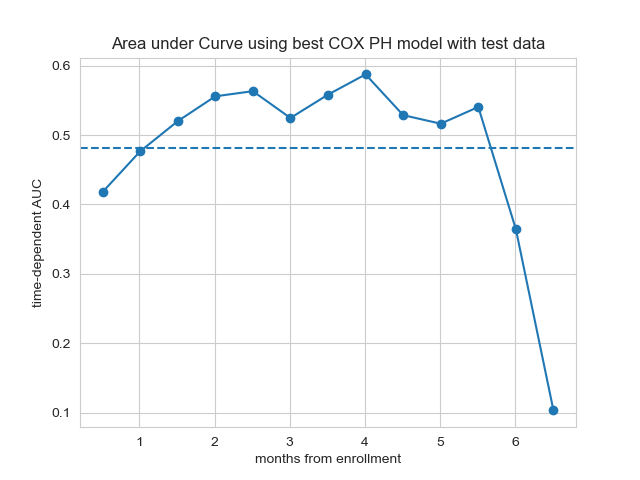 Area under Curve using best COX PH model with test data
0.6
0.5
0.4
0.3
0.2
0.1
time-dependent AUC
1 2 3 4 5 6
months from enrollment